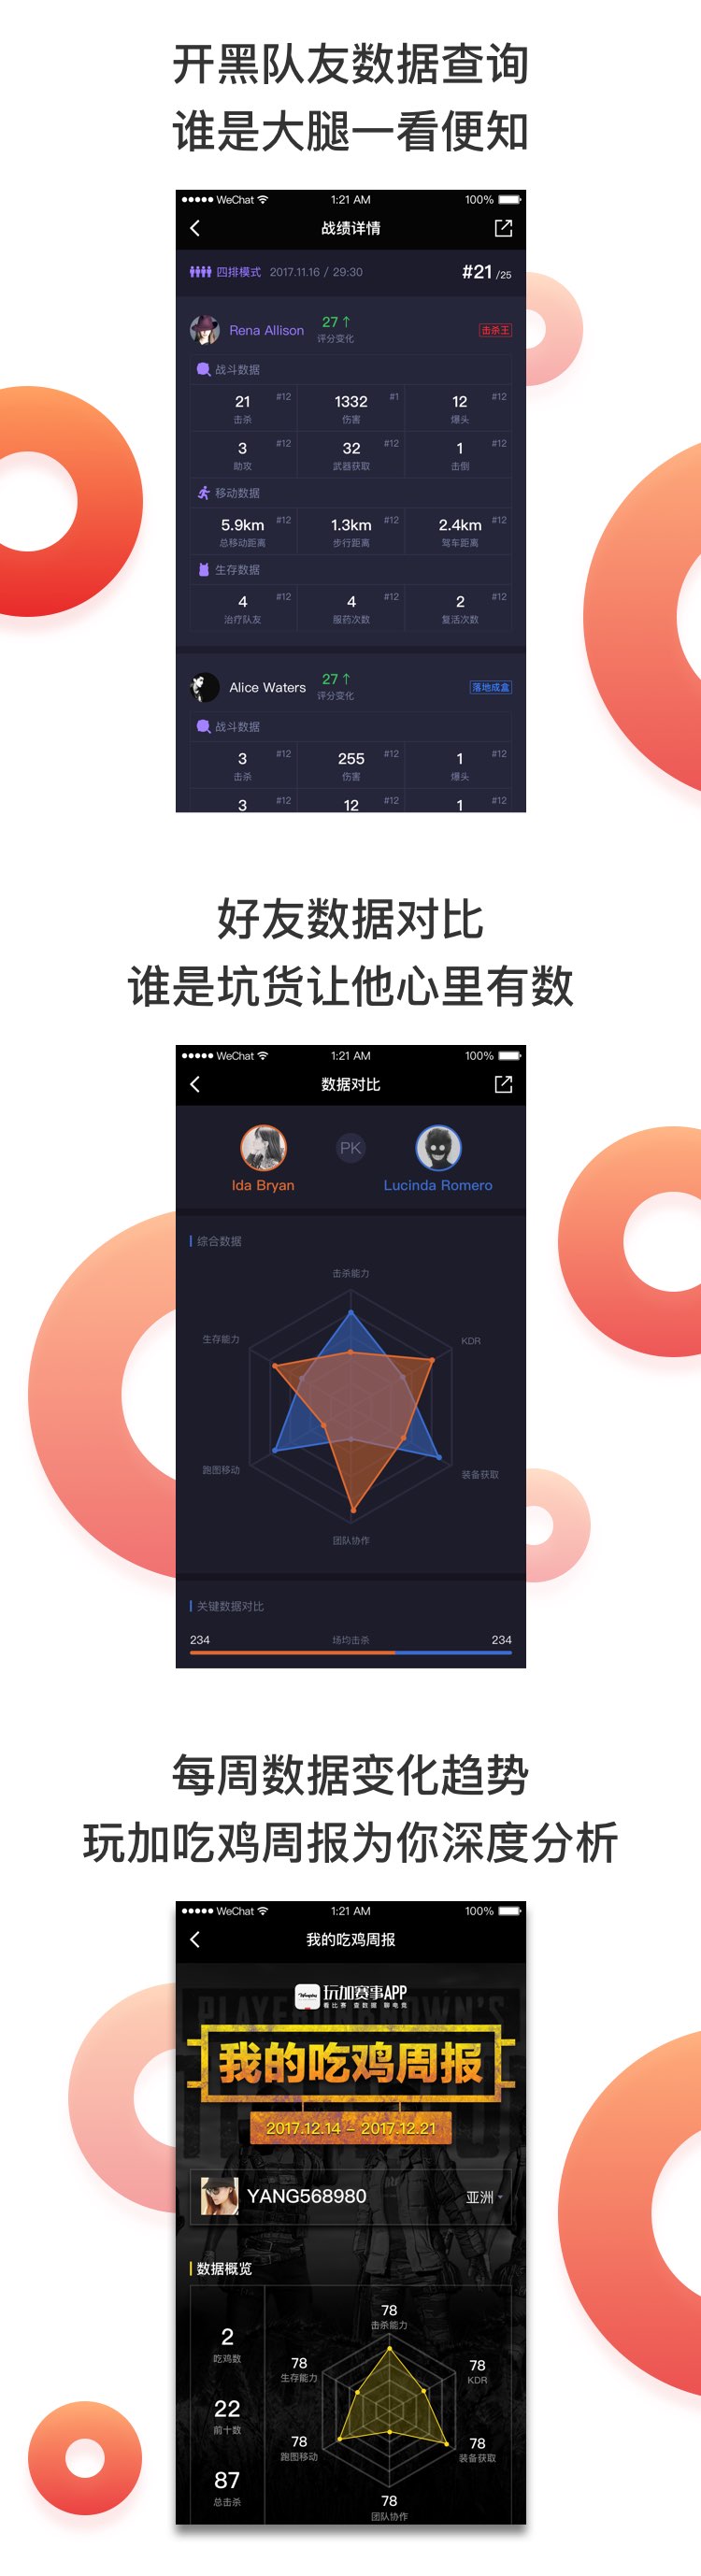 开黑队友数据查询
谁是大腿一看便知
WeChat 1:21 AM 100%
战绩详情
四排模式 2017.11.16 / 29:30 #21 /25
Rena Allison 27↑ 评分变化 击杀王
战斗数据
21 #12 1332 #1 12 #12
击杀 伤害 爆头
3 #12 32 #12 1 #12
助攻 武器获取 击倒
移动数据
5.9km #12 1.3km #12 2.4km #12
总移动距离 步行距离 驾车距离
生存数据
4 #12 4 #12 2 #12
治疗队友 服药次数 复活次数
Alice Waters 27↑ 评分变化 落地成盒
战斗数据
3 #12 255 #12 1 #12
击杀 伤害 爆头
3 #12 12 #12 1 #12
好友数据对比
谁是坑货让他心里有数
WeChat 1:21 AM 100%
数据对比
PK
Ida Bryan Lucinda Romero
综合数据
击杀能力
生存能力 KDR
跑图移动 装备获取
团队协作
关键数据对比
234 场均击杀 234
每周数据变化趋势
玩加吃鸡周报为你深度分析
WeChat 1:21 AM 100%
我的吃鸡周报
玩加赛事APP
看比赛 查数据 聊电竞
我的吃鸡周报
2017.12.14 - 2017.12.21
YANG568980 亚洲
数据概览
2
吃鸡数
22
前十数
87
总击杀
78
击杀能力
78 78
生存能力 KDR
78 78
跑图移动 装备获取
78
团队协作